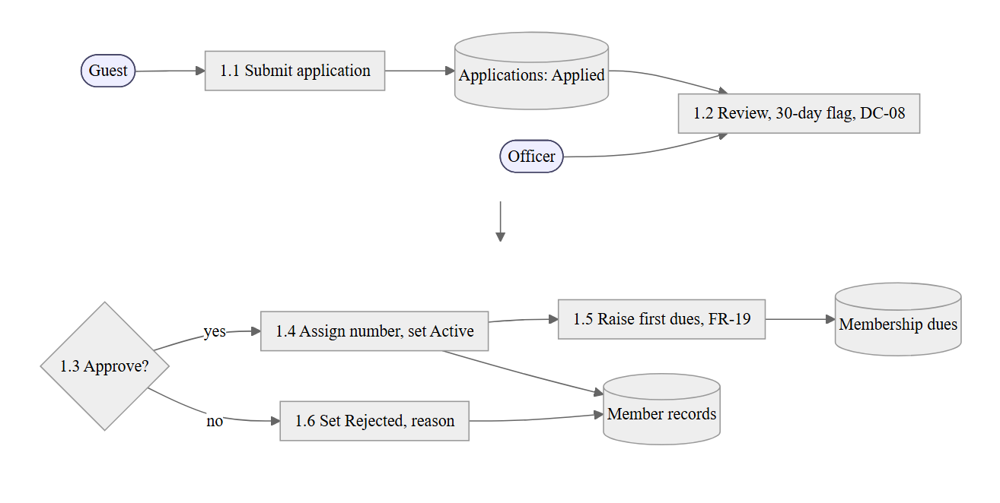 Guest
1.1 Submit application
Applications: Applied
1.2 Review, 30-day flag, DC-08
Officer
1.3 Approve?
yes
1.4 Assign number, set Active
1.5 Raise first dues, FR-19
Membership dues
no
1.6 Set Rejected, reason
Member records